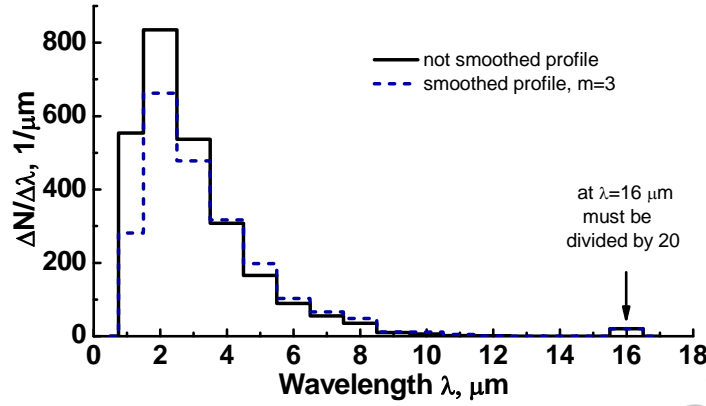 800
600
400
200
0
ΔN/Δλ, 1/μm
not smoothed profile
smoothed profile, m=3
at λ=16 μm
must be
divided by 20
0 2 4 6 8 10 12 14 16 18
Wavelength λ, μm